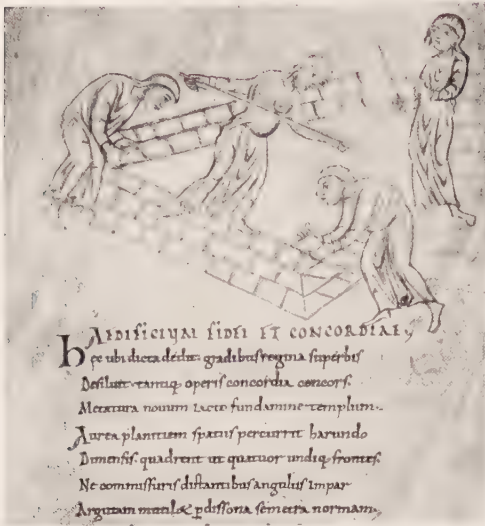 AEDIFICIUM FIDEI ET CONCORDIAE.
hęc ubi dicta dedit gradibus regina superbis
Desiluit tantiq; operis concordia concors.
Metatura nouum iacto fundamine templum.
Aurea planitiem spatiis percurrit harundo
Dimensis. quadrent ut quatuor undiq; frontes.
Ne commissuris distantibus angulus impar
Argutam mutilęt ꝑ dissona semetra normam.